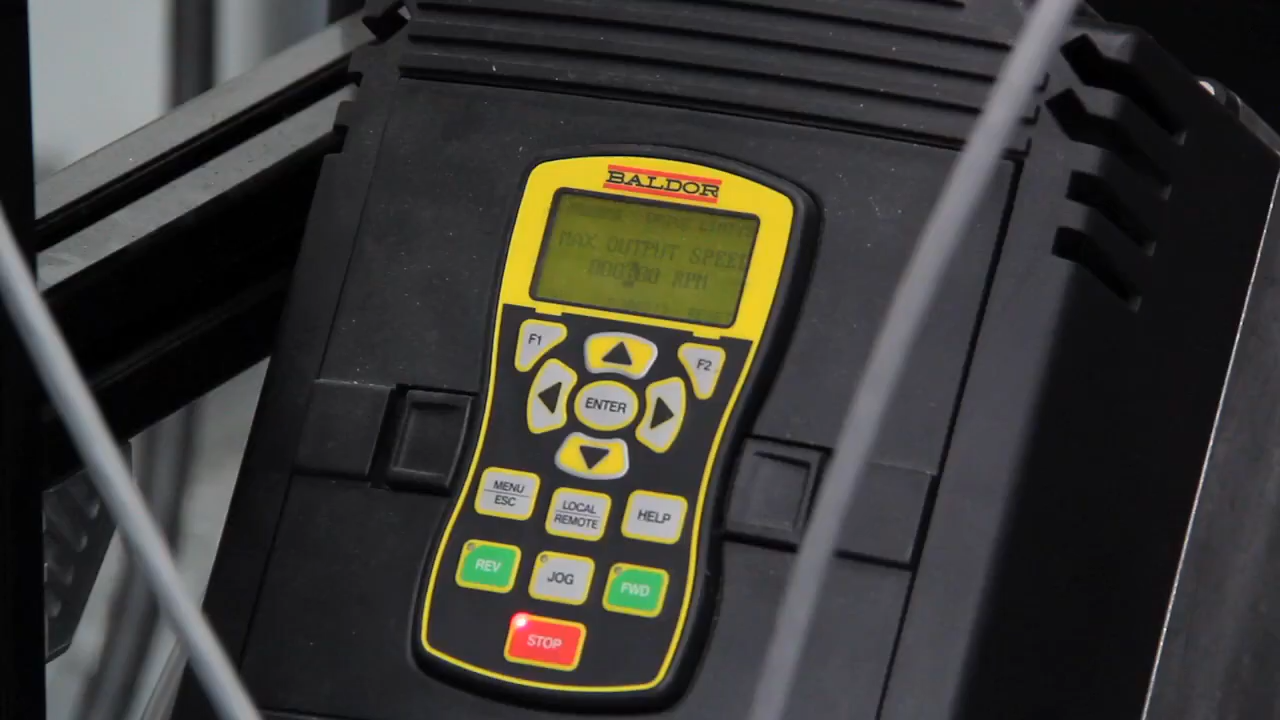 BALDOR
MAX OUTPUT SPEED
RPM
F1
F2
ENTER
MENU
ESC
LOCAL
REMOTE
HELP
REV
JOG
FWD
STOP